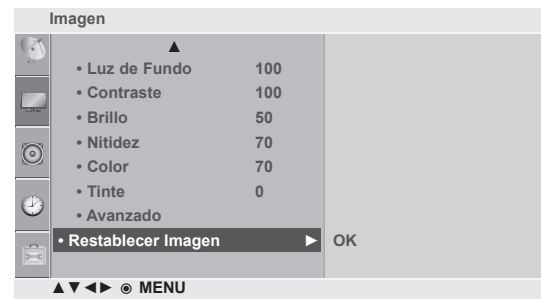 Imagen
▲
• Luz de Fundo 100
• Contraste 100
• Brillo 50
• Nitidez 70
• Color 70
• Tinte 0
• Avanzado
• Restablecer Imagen ► OK
▲▼◄► ◉ MENU